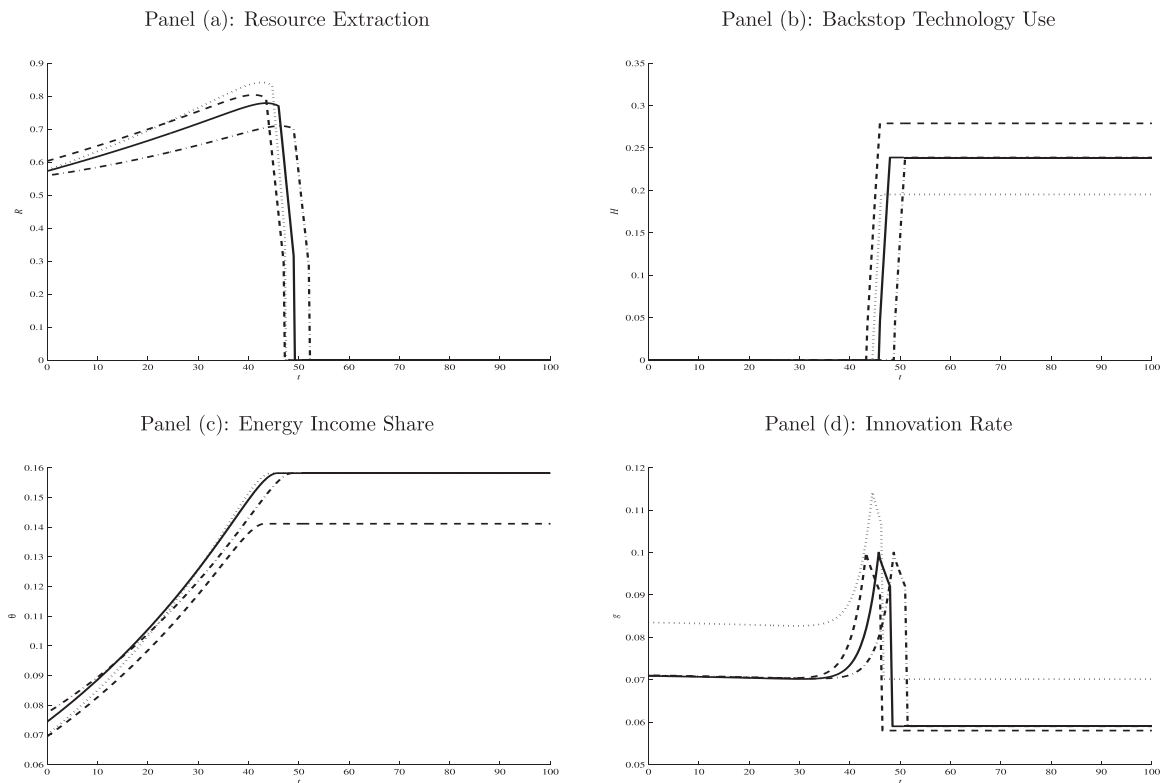 Panel (a): Resource Extraction
Panel (b): Backstop Technology Use
0.9
0.8
0.7
0.6
0.5
0.4
0.3
0.2
0.1
0
R
0 10 20 30 40 50 60 70 80 90 100
t
0.35
0.3
0.25
0.2
0.15
0.1
0.05
0
H
0 10 20 30 40 50 60 70 80 90 100
t
Panel (c): Energy Income Share
Panel (d): Innovation Rate
0.16
0.15
0.14
0.13
0.12
0.11
0.1
0.09
0.08
0.07
0.06
θ
0 10 20 30 40 50 60 70 80 90 100
t
0.12
0.11
0.1
0.09
0.08
0.07
0.06
0.05
g
0 10 20 30 40 50 60 70 80 90 100
t